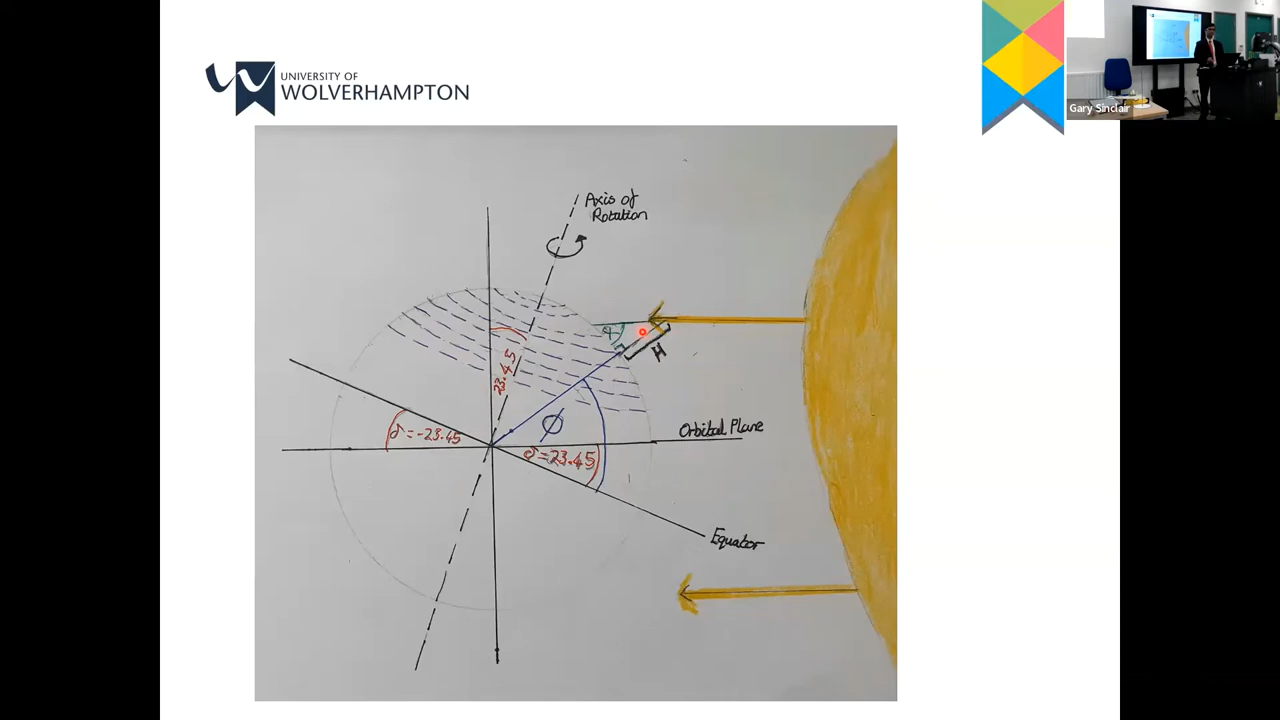 UNIVERSITY OF
WOLVERHAMPTON
Gary Sinclair
Axis of
Rotation
23.45
α
H
Φ
δ=-23.45
δ=23.45
Orbital Plane
Equator